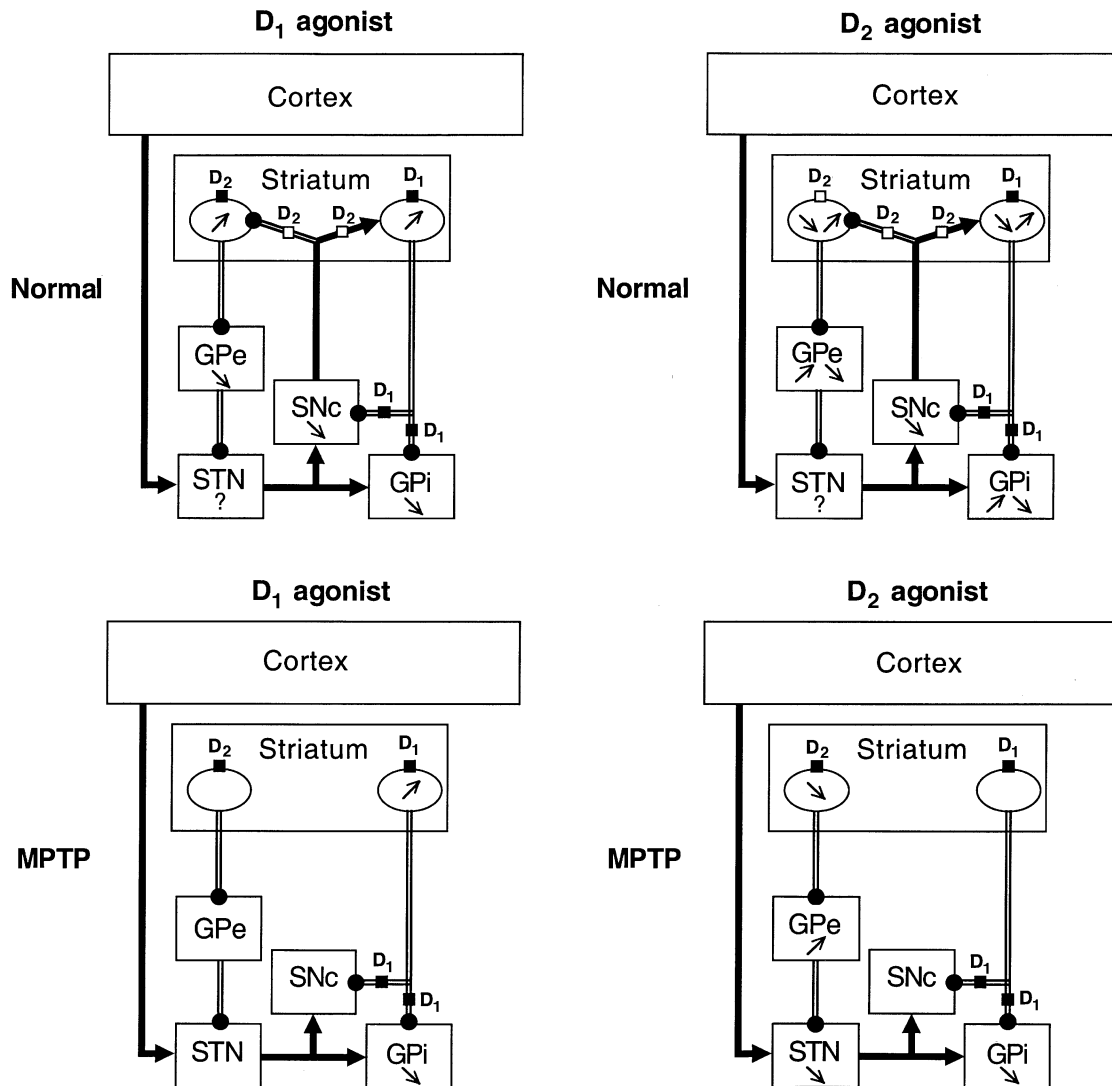 D1 agonist
Cortex
Striatum
D2
D1
D2
D2
Normal
GPe
SNc
D1
D1
STN
?
GPi
D2 agonist
Cortex
Striatum
D2
D1
D2
D2
Normal
GPe
SNc
D1
D1
STN
?
GPi
D1 agonist
Cortex
Striatum
D2
D1
MPTP
GPe
SNc
D1
D1
STN
GPi
D2 agonist
Cortex
Striatum
D2
D1
MPTP
GPe
SNc
D1
D1
STN
GPi